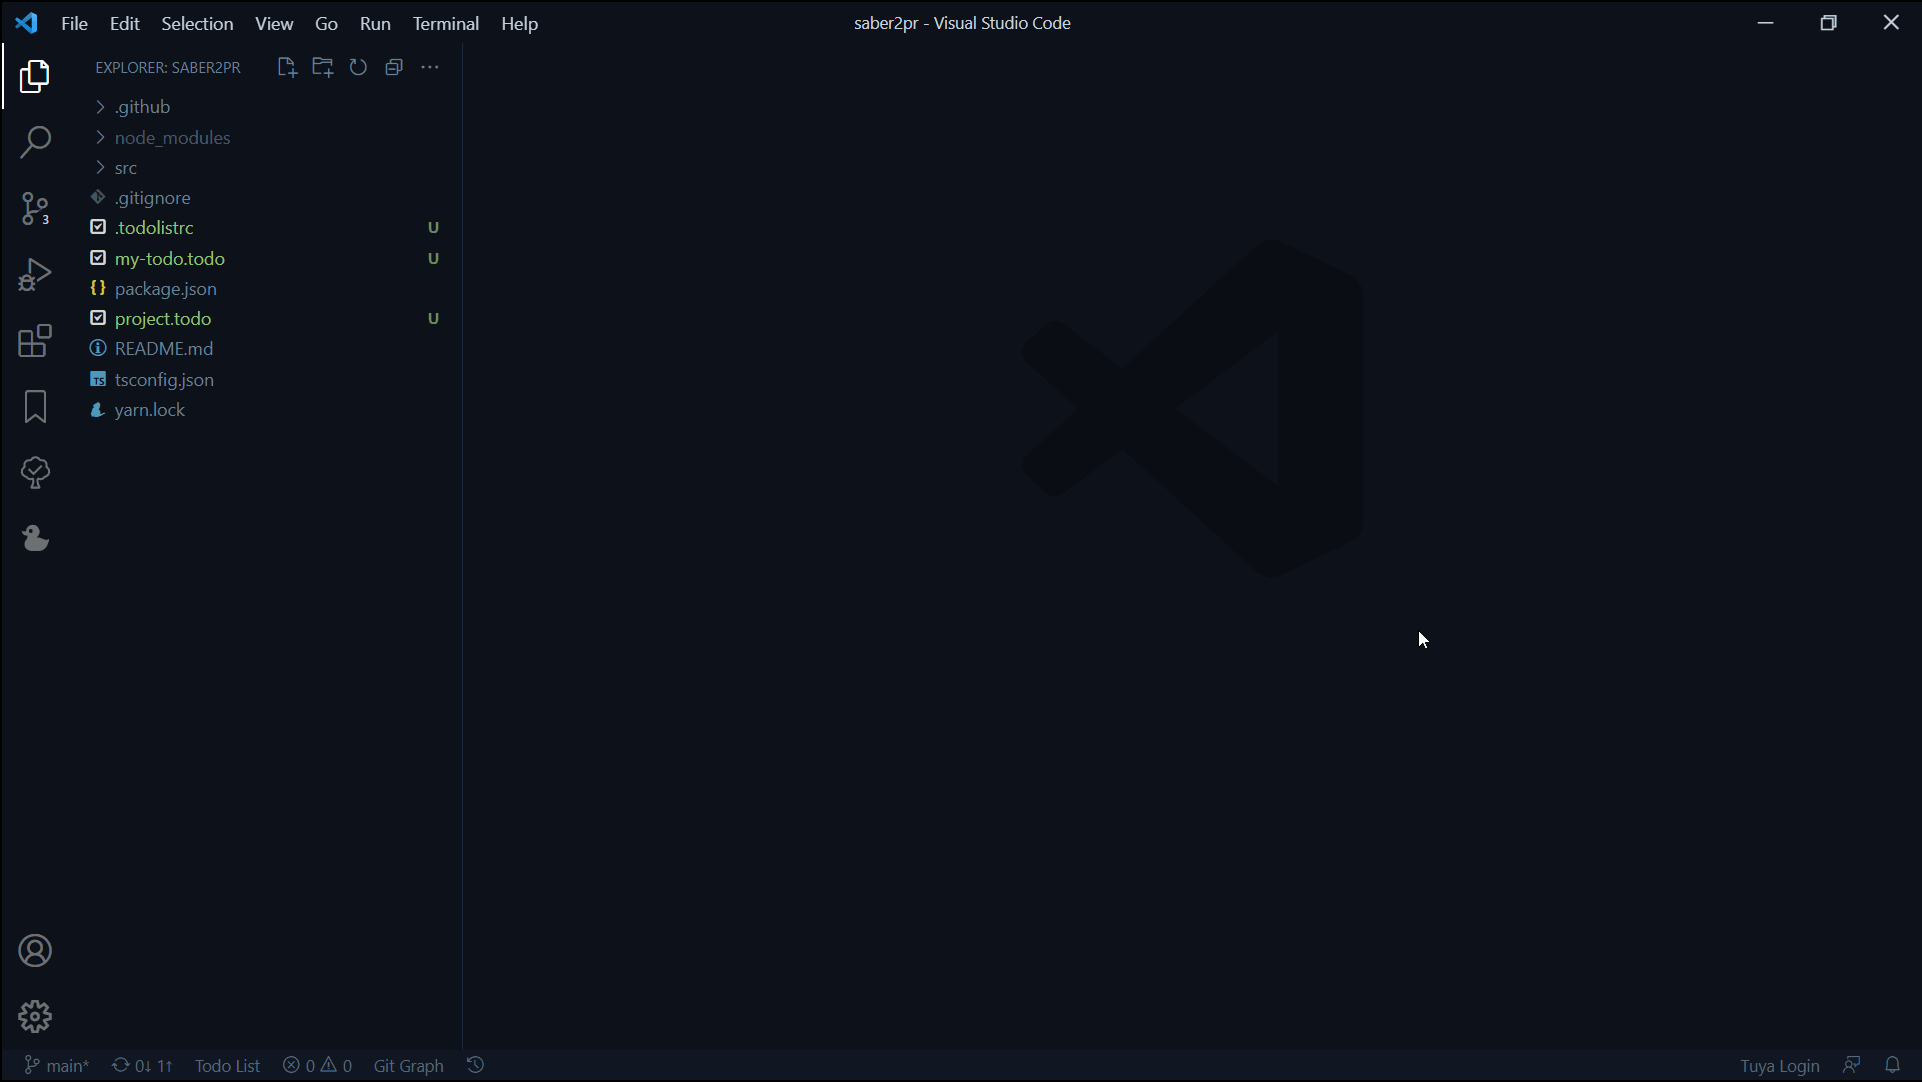 File Edit Selection View Go Run Terminal Help saber2pr - Visual Studio Code
EXPLORER: SABER2PR
.github
node_modules
src
.gitignore
.todolistrc U
my-todo.todo U
{} package.json
project.todo U
README.md
TS tsconfig.json
yarn.lock
3
main* 0↓ 1↑ Todo List 0 0 Git Graph Tuya Login